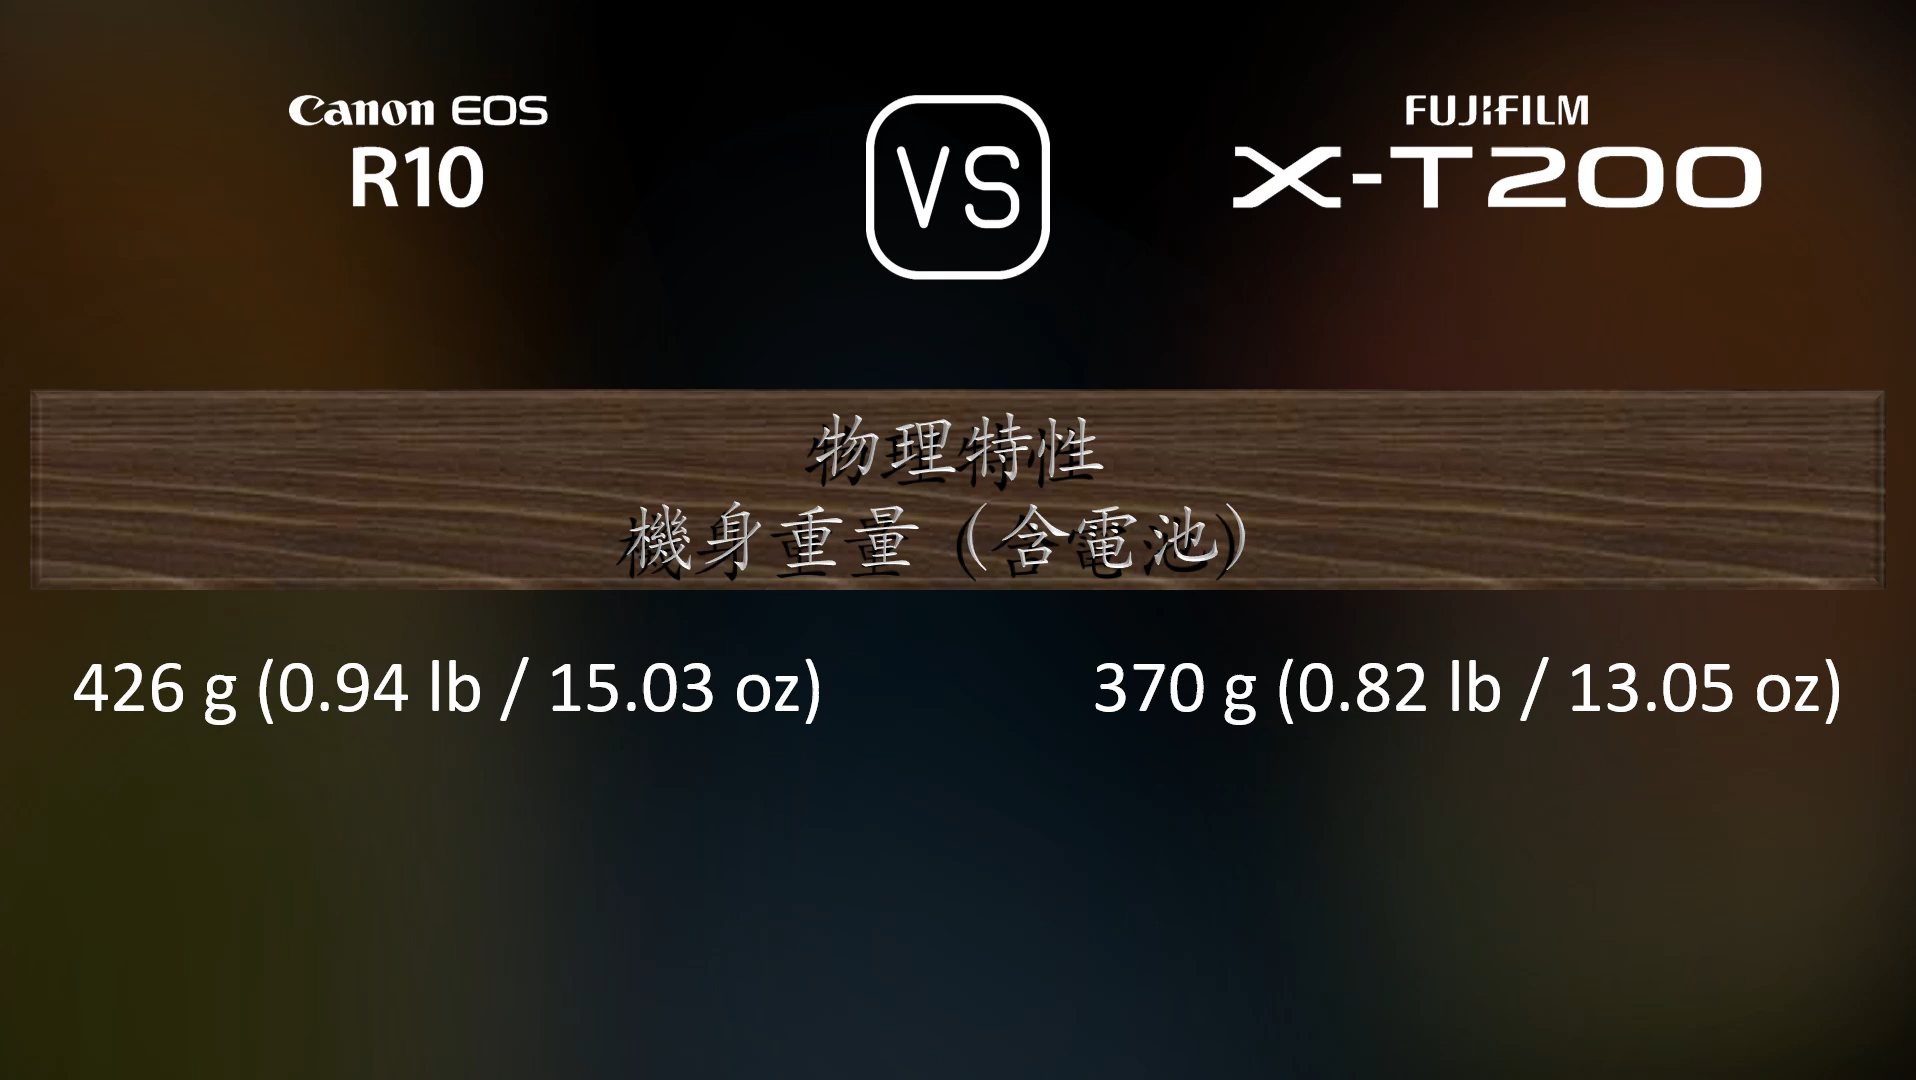 Canon EOS
R10
VS
FUJIFILM
X-T200
物理特性
機身重量（含電池）
426 g (0.94 lb / 15.03 oz)
370 g (0.82 lb / 13.05 oz)